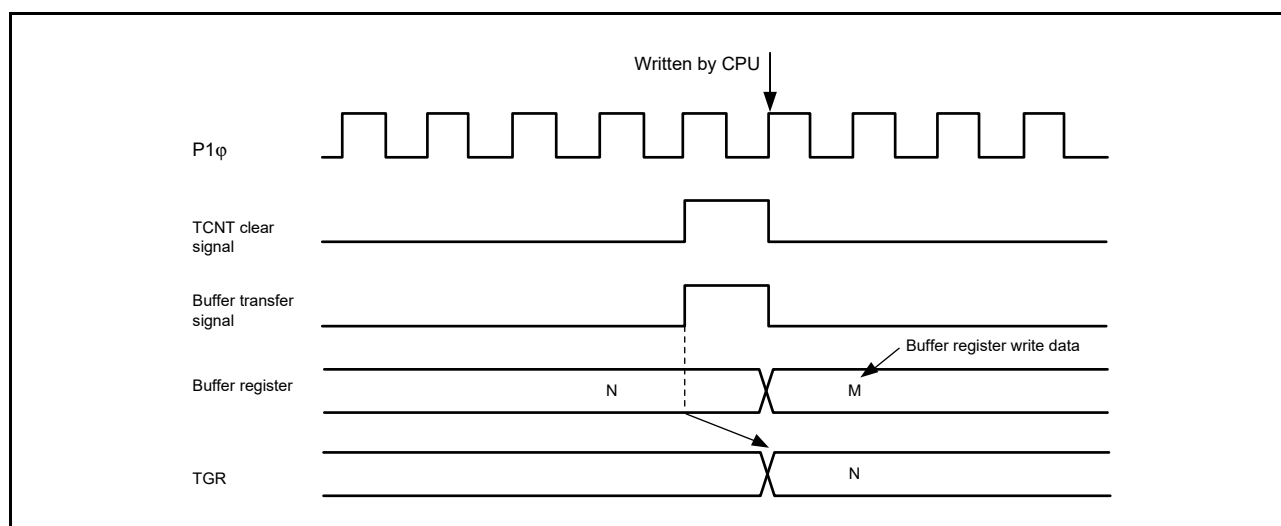 Written by CPU
P1φ
TCNT clear
signal
Buffer transfer
signal
Buffer register write data
Buffer register
N
M
TGR
N